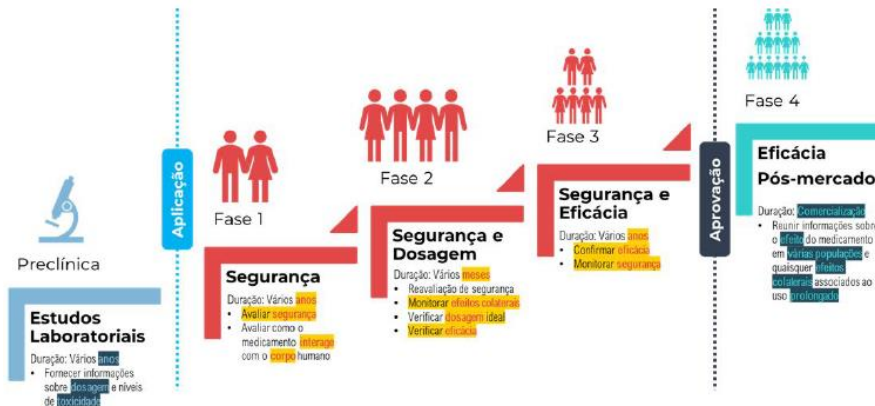 Preclínica
Estudos
Laboratoriais
Duração: Vários anos
• Fornecer informações
sobre dosagem e níveis
de toxicidade
Aplicação
Fase 1
Segurança
Duração: Vários anos
• Avaliar segurança
• Avaliar como o
medicamento interage
com o corpo humano
Fase 2
Segurança e
Dosagem
Duração: Vários meses
• Reavaliação de segurança
• Monitorar efeitos colaterais
• Verificar dosagem ideal
• Verificar eficácia
Fase 3
Segurança e
Eficácia
Duração: Vários anos
• Confirmar eficácia
• Monitorar segurança
Aprovação
Fase 4
Eficácia
Pós-mercado
Duração: Comercialização
• Reunir informações sobre
o efeito do medicamento
em várias populações e
quaisquer efeitos
colaterais associados ao
uso prolongado